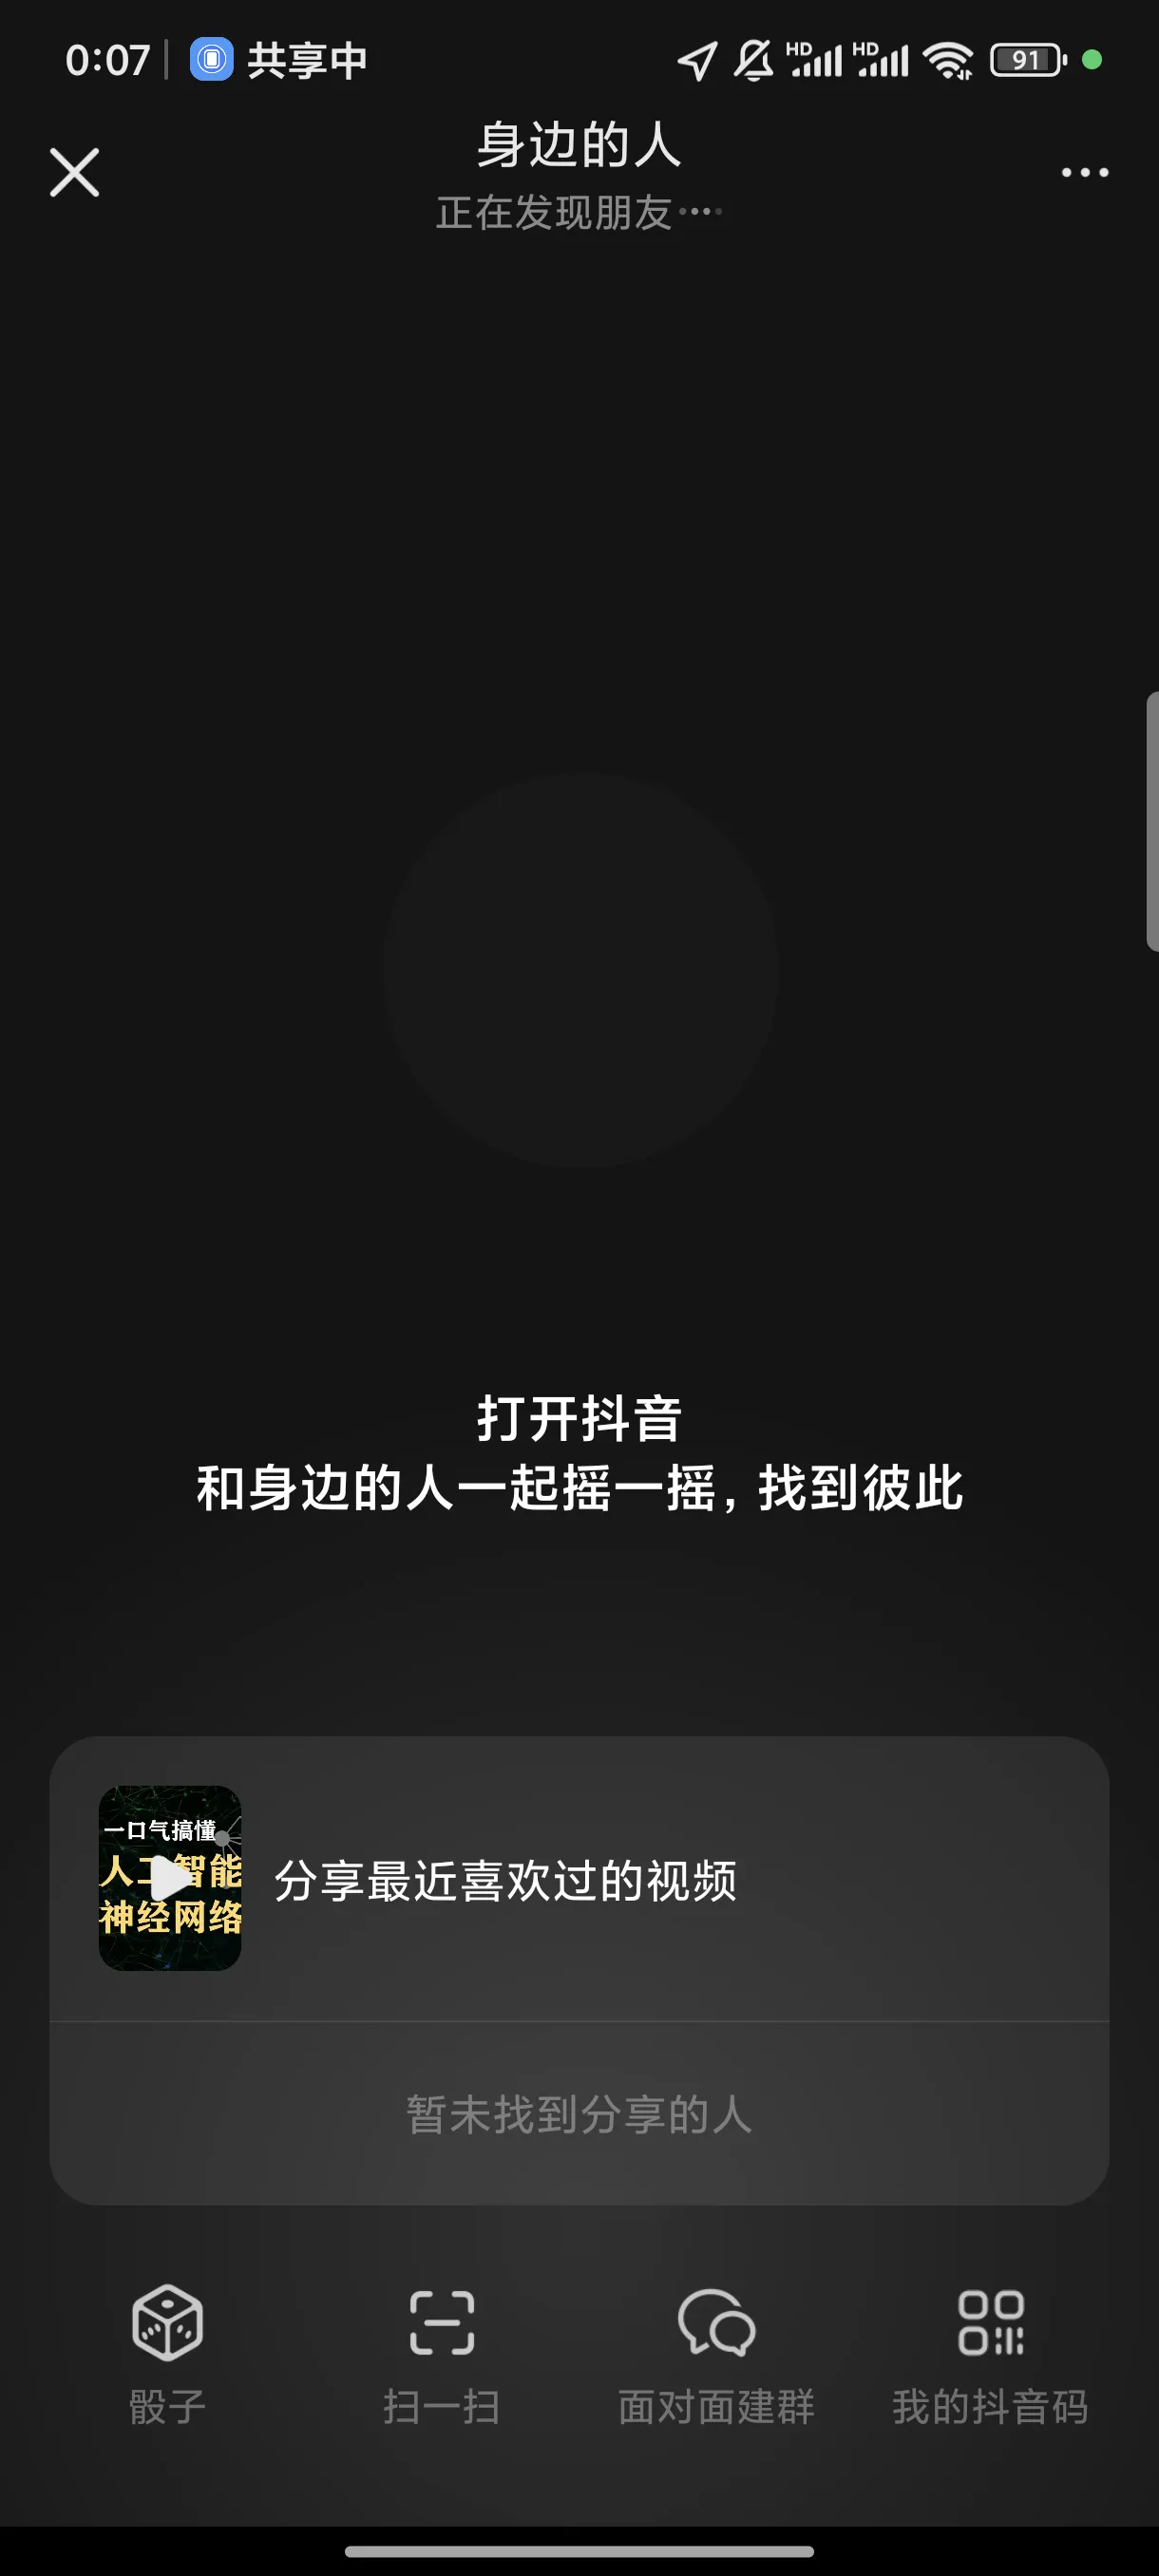 0:07 共享中 HD HD 91
身边的人
正在发现朋友
打开抖音
和身边的人一起摇一摇，找到彼此
一口气搞懂
人工智能
神经网络
分享最近喜欢过的视频
暂未找到分享的人
骰子 扫一扫 面对面建群 我的抖音码